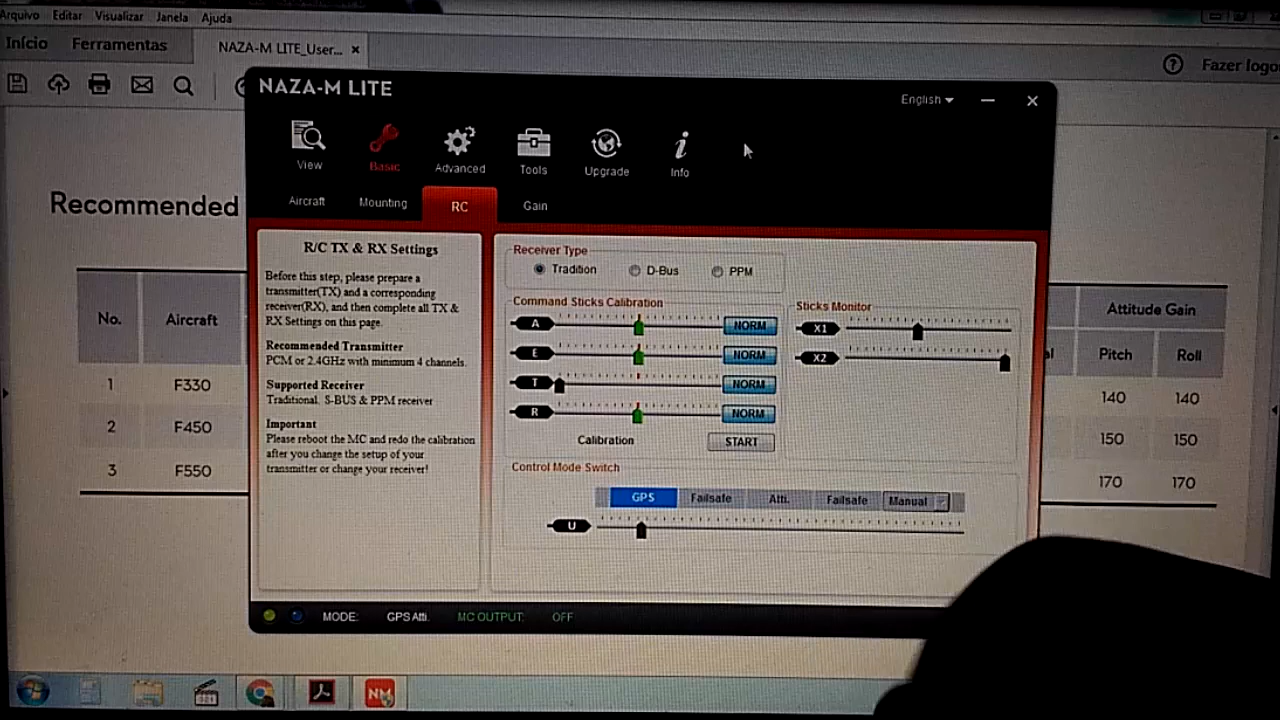 Arquivo Editar Visualizar Janela Ajuda
Início Ferramentas NAZA-M LITE_User... ×
Fazer logo
NAZA-M LITE
English
View Basic Advanced Tools Upgrade Info
Aircraft Mounting RC Gain
Recommended
No. Aircraft
1 F330
2 F450
3 F550
R/C TX & RX Settings
Before this step, please prepare a
transmitter(TX) and a corresponding
receiver(RX), and then complete all TX &
RX Settings on this page.
Recommended Transmitter
PCM or 2.4GHz with minimum 4 channels.
Supported Receiver
Traditional, S-BUS & PPM receiver
Important
Please reboot the MC and redo the calibration
after you change the setup of your
transmitter or change your receiver!
Receiver Type
Tradition D-Bus PPM
Command Sticks Calibration
A NORM
E NORM
T NORM
R NORM
Calibration START
Sticks Monitor
X1
X2
Control Mode Switch
GPS Failsafe Atti. Failsafe Manual
U
Attitude Gain
Pitch Roll
140 140
150 150
170 170
MODE: GPS Atti. MC OUTPUT: OFF
321
NM